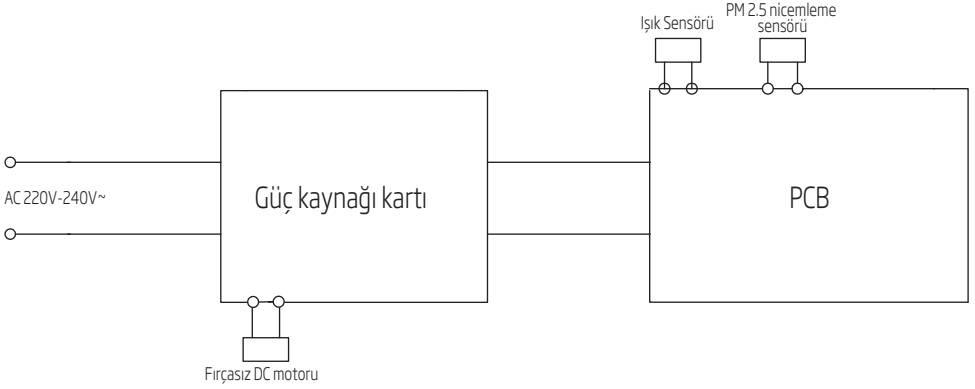 Işık Sensörü
PM 2.5 nicemleme
sensörü
AC 220V-240V~
Güç kaynağı kartı
PCB
Fırçasız DC motoru